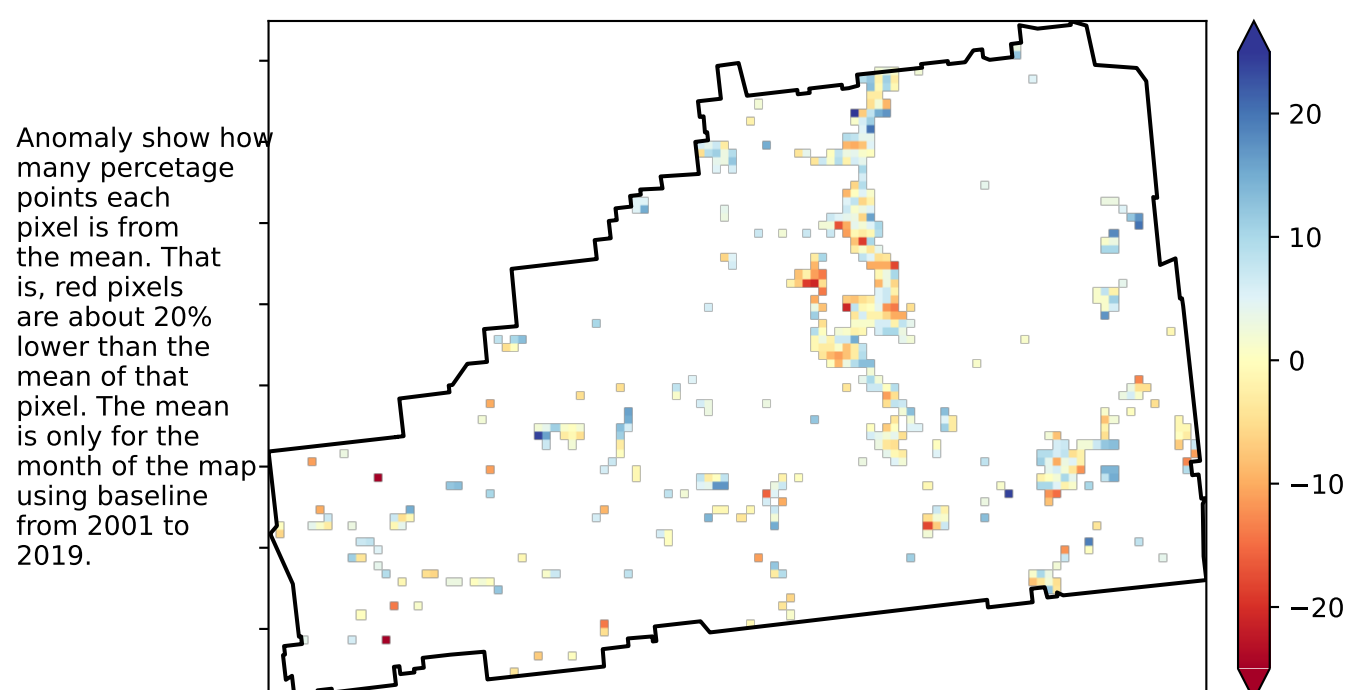 Anomaly show how
many percetage
points each
pixel is from
the mean. That
is, red pixels
are about 20%
lower than the
mean of that
pixel. The mean
is only for the
month of the map
using baseline
from 2001 to
2019.
20
10
0
−10
−20